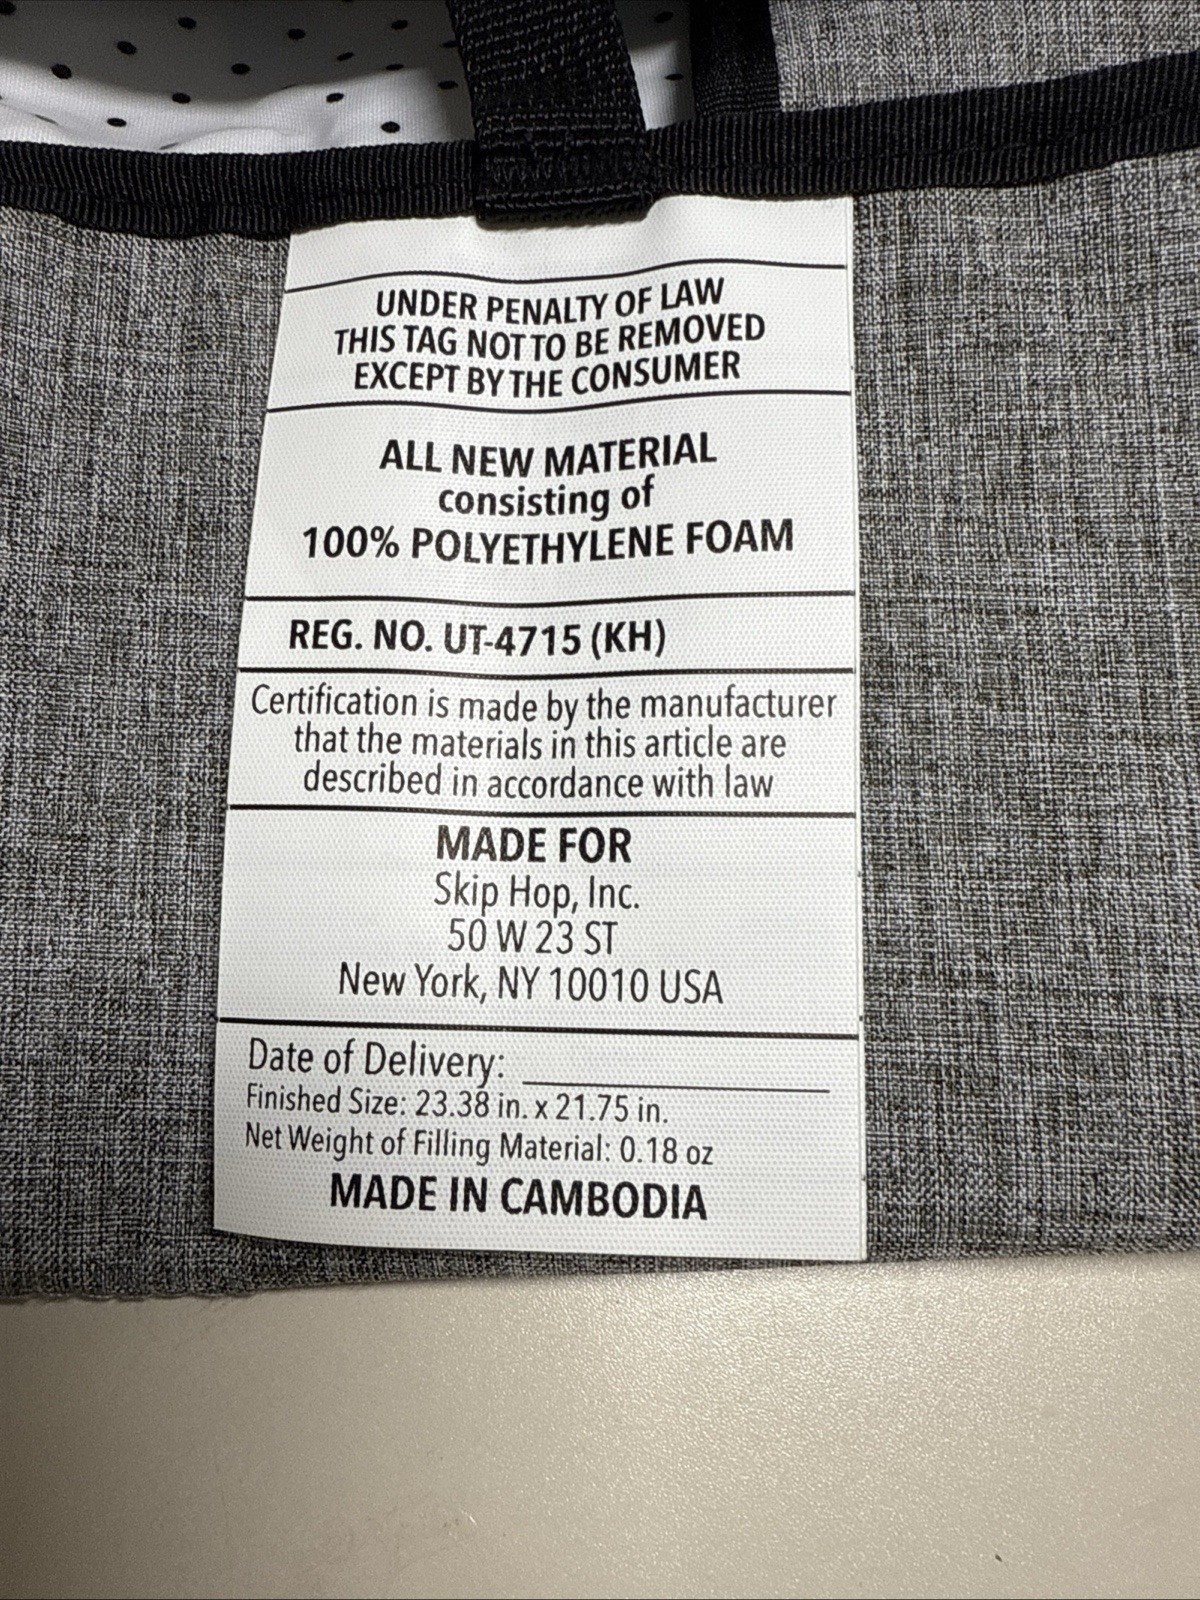 UNDER PENALTY OF LAW
THIS TAG NOT TO BE REMOVED
EXCEPT BY THE CONSUMER
ALL NEW MATERIAL
consisting of
100% POLYETHYLENE FOAM
REG. NO. UT-4715 (KH)
Certification is made by the manufacturer
that the materials in this article are
described in accordance with law
MADE FOR
Skip Hop, Inc.
50 W 23 ST
New York, NY 10010 USA
Date of Delivery:
Finished Size: 23.38 in. x 21.75 in.
Net Weight of Filling Material: 0.18 oz
MADE IN CAMBODIA